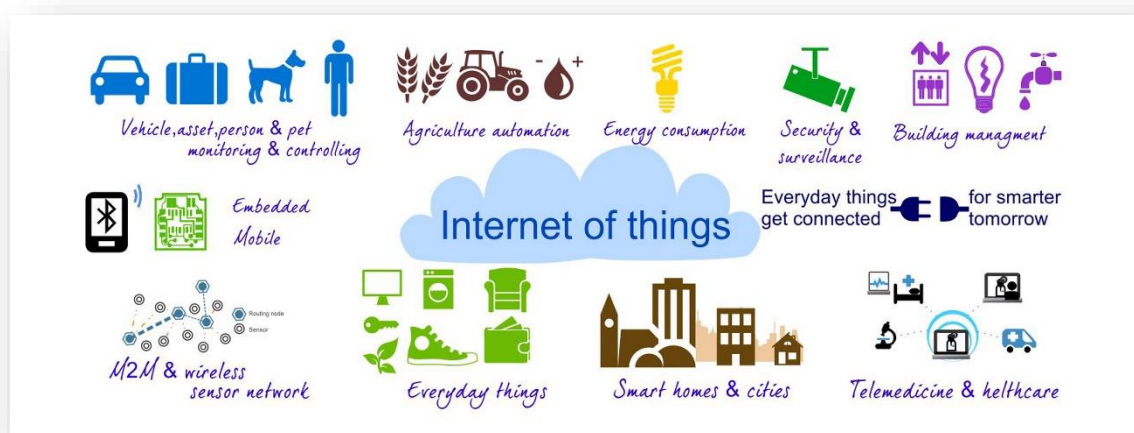 Vehicle,asset,person & pet
monitoring & controlling
Agriculture automation
Energy consumption
Security &
surveillance
Building managment
Embedded
Mobile
Internet of things
Everyday things
get connected
for smarter
tomorrow
Routing node
Sensor
M2M & wireless
sensor network
Everyday things
Smart homes & cities
Telemedicine & helthcare